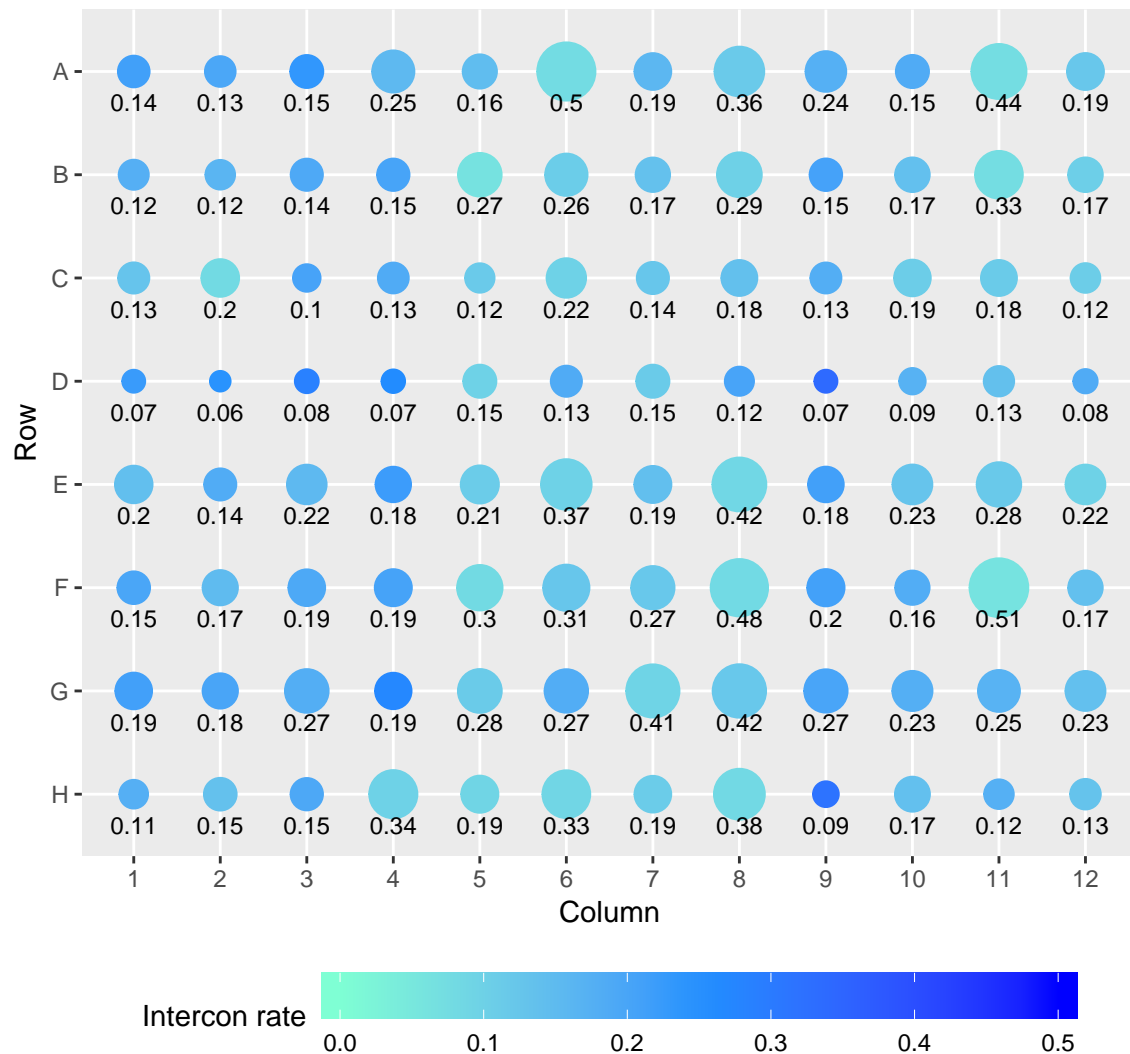 A
0.14 0.13 0.15 0.25 0.16 0.5 0.19 0.36 0.24 0.15 0.44 0.19
B
0.12 0.12 0.14 0.15 0.27 0.26 0.17 0.29 0.15 0.17 0.33 0.17
C
0.13 0.2 0.1 0.13 0.12 0.22 0.14 0.18 0.13 0.19 0.18 0.12
D
0.07 0.06 0.08 0.07 0.15 0.13 0.15 0.12 0.07 0.09 0.13 0.08
Row
E
0.2 0.14 0.22 0.18 0.21 0.37 0.19 0.42 0.18 0.23 0.28 0.22
F
0.15 0.17 0.19 0.19 0.3 0.31 0.27 0.48 0.2 0.16 0.51 0.17
G
0.19 0.18 0.27 0.19 0.28 0.27 0.41 0.42 0.27 0.23 0.25 0.23
H
0.11 0.15 0.15 0.34 0.19 0.33 0.19 0.38 0.09 0.17 0.12 0.13
1 2 3 4 5 6 7 8 9 10 11 12
Column
Intercon rate
0.0 0.1 0.2 0.3 0.4 0.5